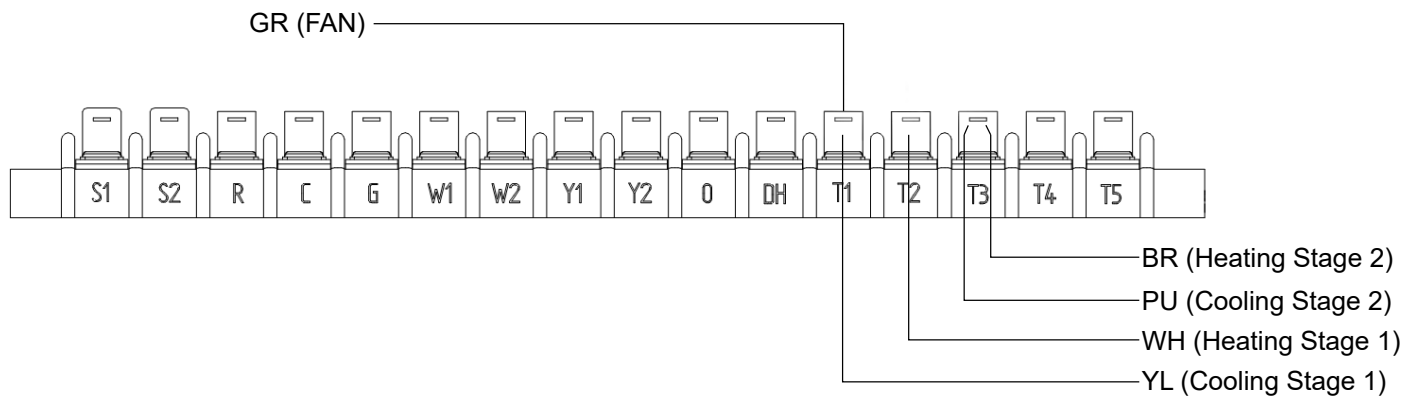 GR (FAN)
S1 S2 R C G W1 W2 Y1 Y2 O DH T1 T2 T3 T4 T5
BR (Heating Stage 2)
PU (Cooling Stage 2)
WH (Heating Stage 1)
YL (Cooling Stage 1)